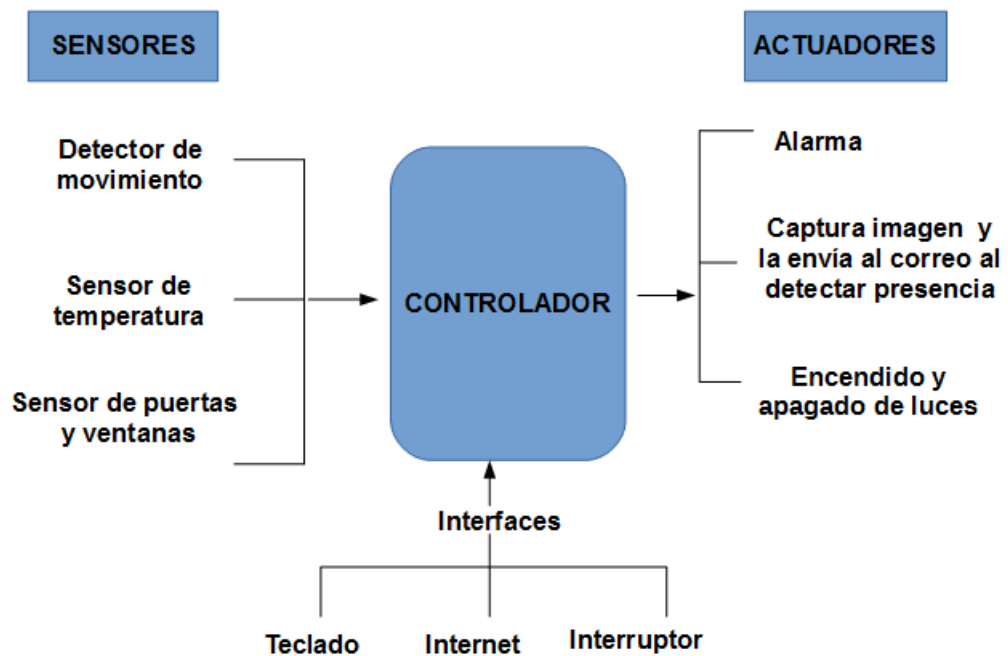 SENSORES
ACTUADORES
Detector de
movimiento
Sensor de
temperatura
Sensor de puertas
y ventanas
CONTROLADOR
Alarma
Captura imagen y
la envía al correo al
detectar presencia
Encendido y
apagado de luces
Interfaces
Teclado
Internet
Interruptor